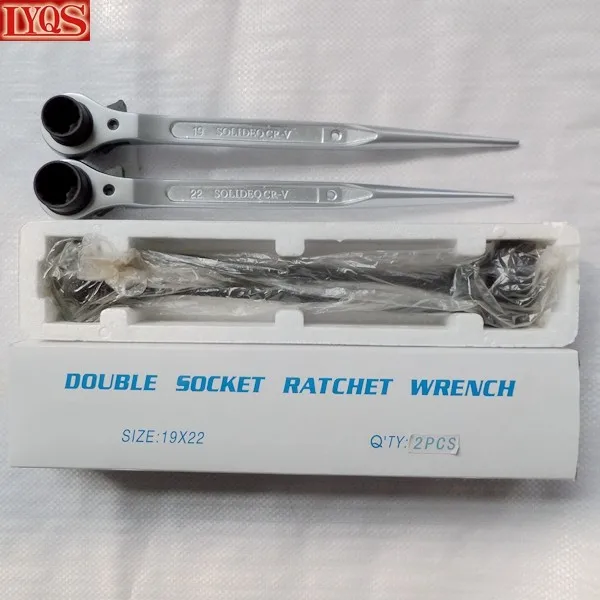 LYQS
19 SOLIDEO CR-V
22 SOLIDEO CR-V
DOUBLE SOCKET RATCHET WRENCH
SIZE:19X22
Q'TY:2PCS